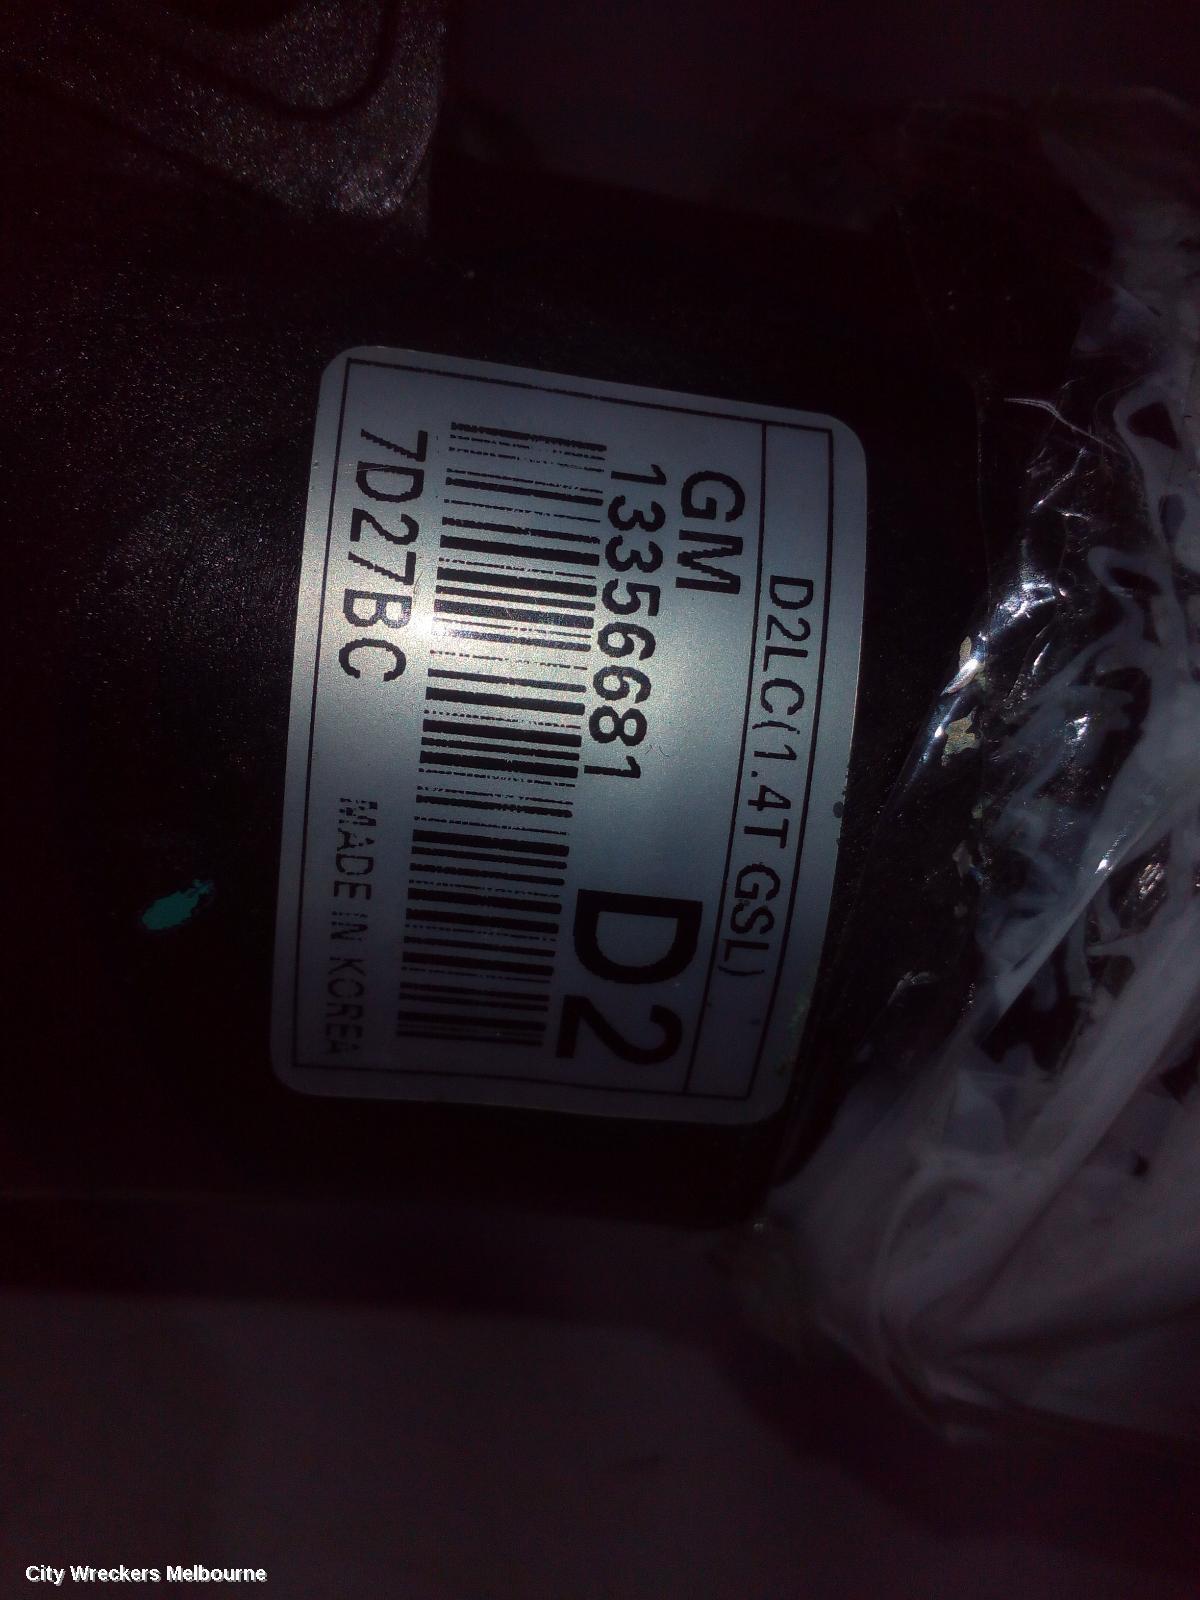 D2LC(1.4T GSL)
GM
13356681
D2
7D27BC
MADE IN KOREA
City Wreckers Melbourne